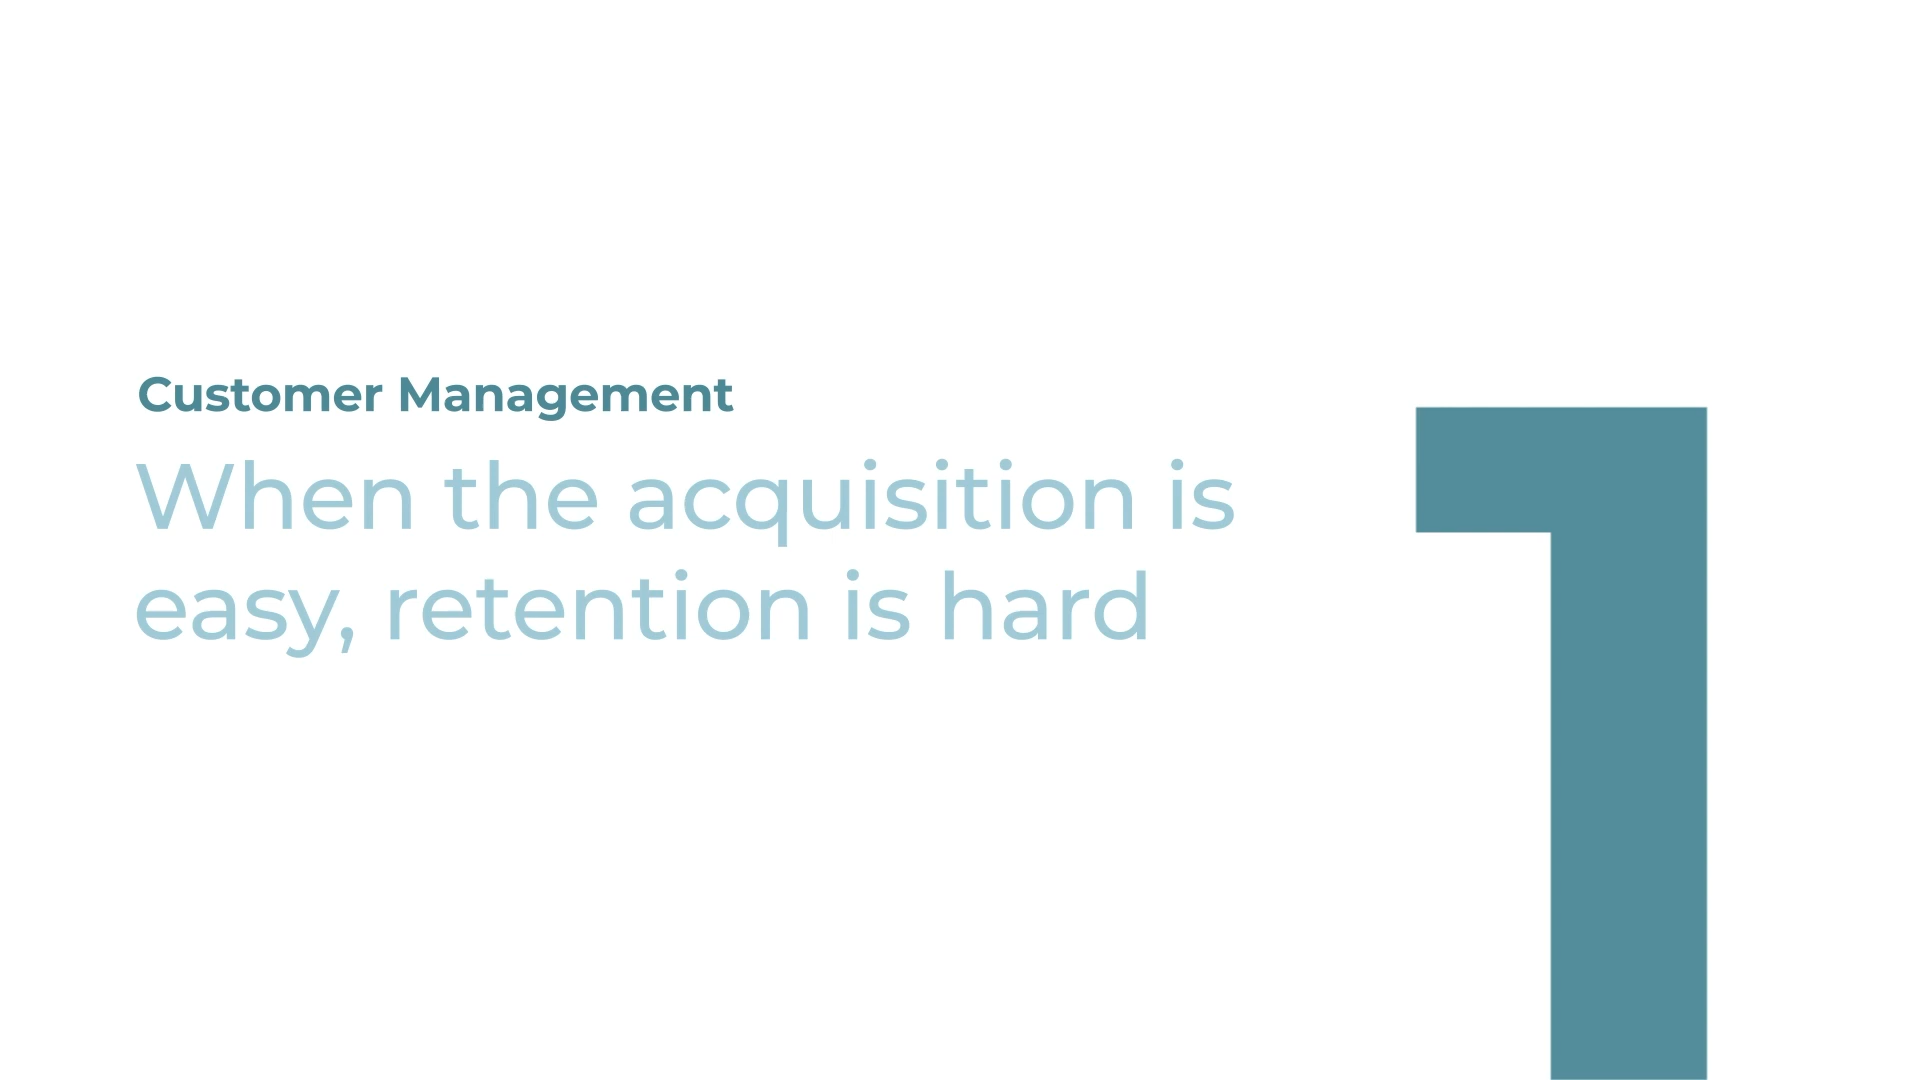 Customer Management
When the acquisition is
easy, retention is hard
1